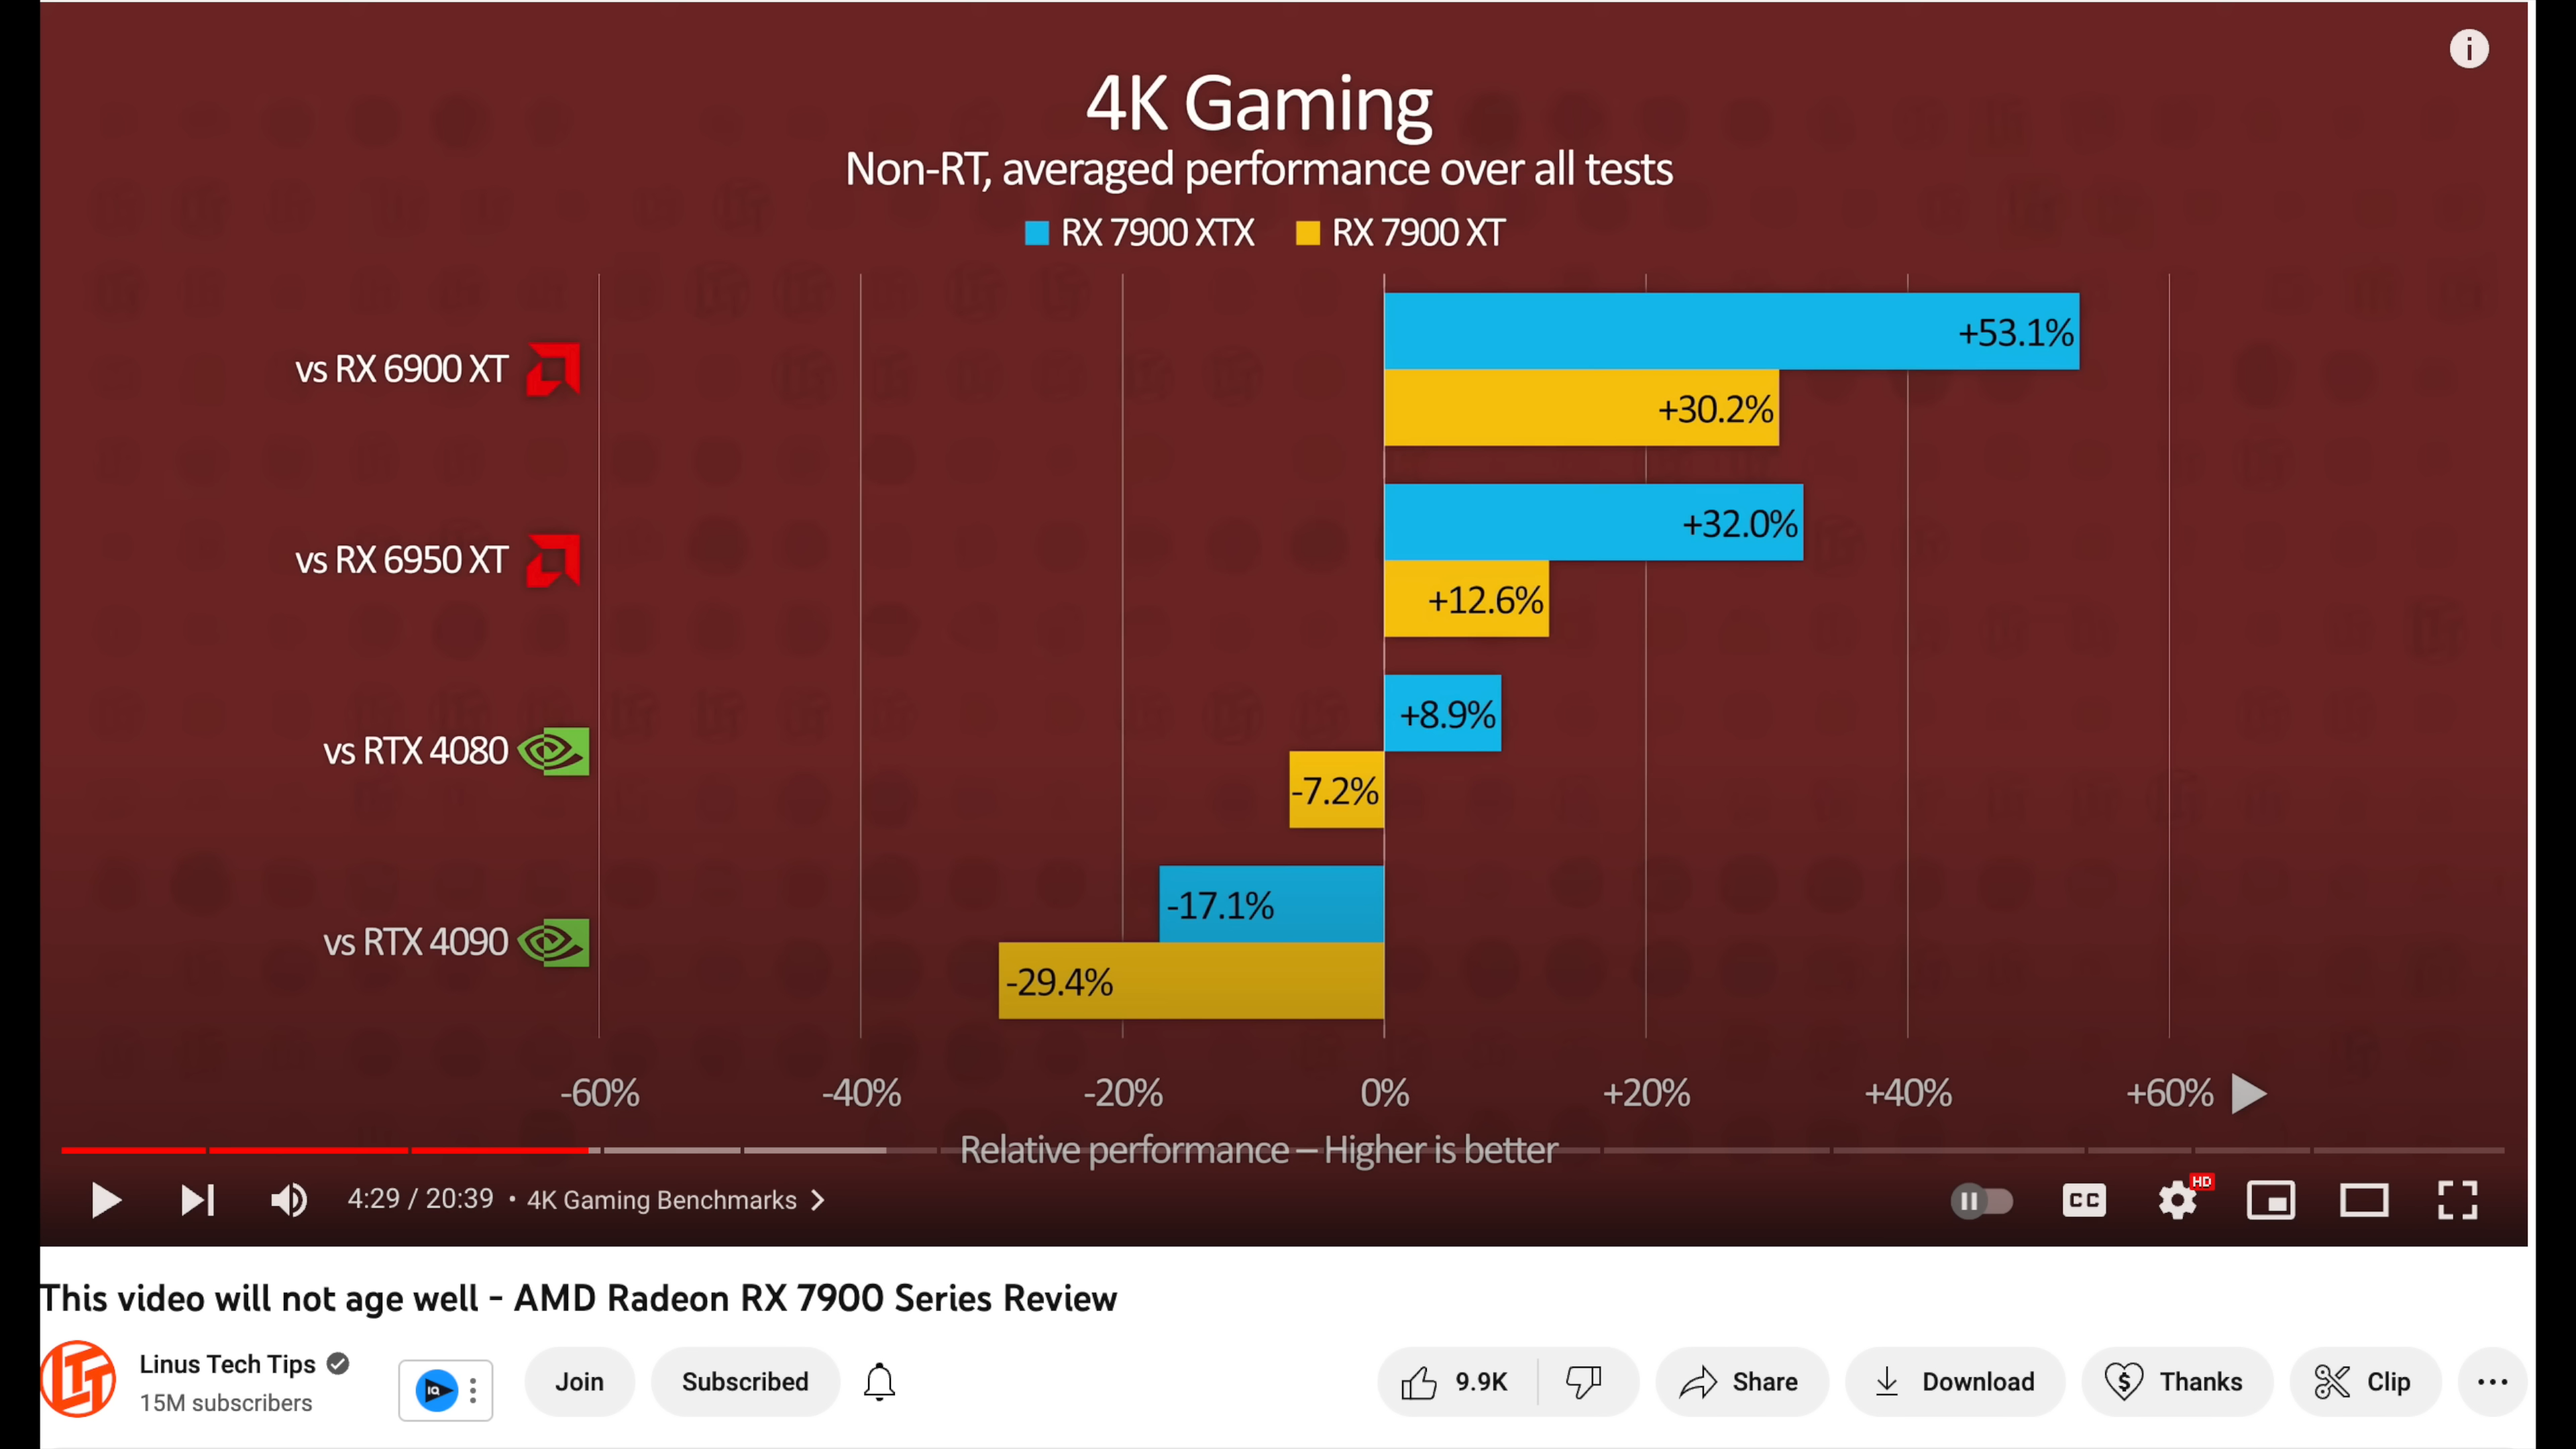 4K Gaming
Non-RT, averaged performance over all tests
RX 7900 XTX RX 7900 XT
vs RX 6900 XT
+53.1%
+30.2%
vs RX 6950 XT
+32.0%
+12.6%
vs RTX 4080
+8.9%
-7.2%
vs RTX 4090
-17.1%
-29.4%
-60% -40% -20% 0% +20% +40% +60%
Relative performance – Higher is better
4:29 / 20:39 • 4K Gaming Benchmarks
CC HD
This video will not age well - AMD Radeon RX 7900 Series Review
LTT
Linus Tech Tips
15M subscribers
IQ
Join
Subscribed
9.9K
Share
Download
Thanks
Clip